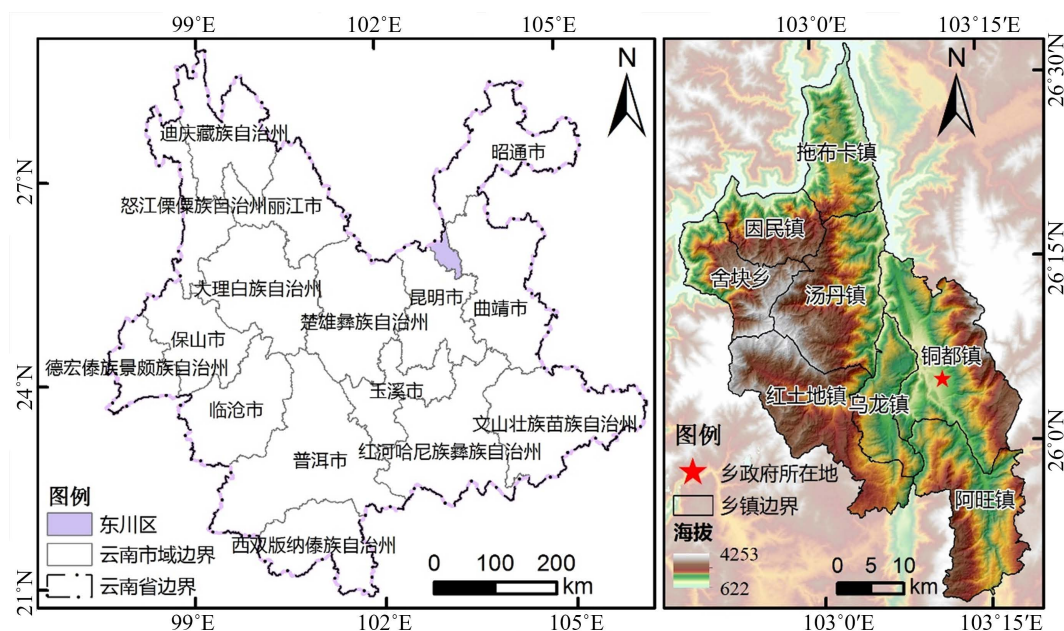 99°E
102°E
105°E
27°N
24°N
21°N
N
迪庆藏族自治州
昭通市
怒江傈僳族自治州丽江市
大理白族自治州
昆明市
曲靖市
楚雄彝族自治州
保山市
德宏傣族景颇族自治州
玉溪市
临沧市
文山壮族苗族自治州
红河哈尼族彝族自治州
普洱市
西双版纳傣族自治州
图例
东川区
云南市域边界
云南省边界
0 100 200
km
99°E
102°E
105°E
103°0′E
103°15′E
26°30′N
26°15′N
26°0′N
N
拖布卡镇
因民镇
舍块乡
汤丹镇
铜都镇
红土地镇
乌龙镇
阿旺镇
图例
乡政府所在地
乡镇边界
海拔
4253
622
0 5 10
km
103°0′E
103°15′E